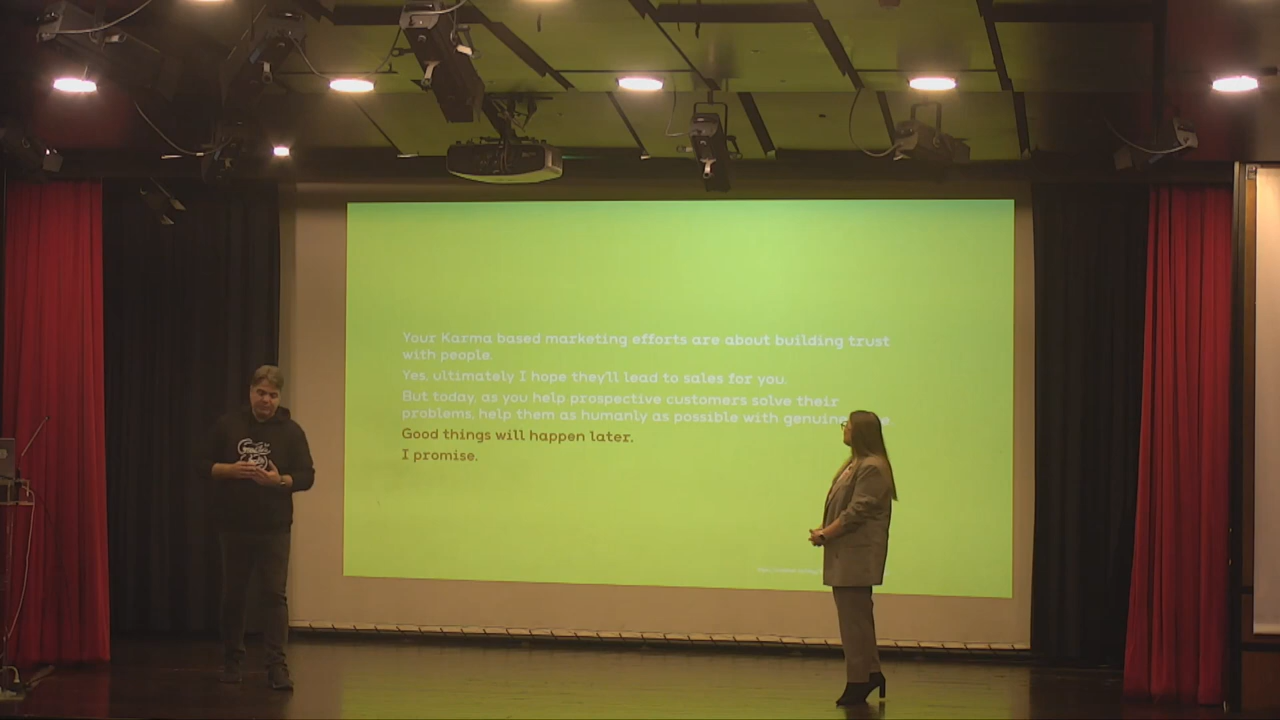 Your Karma based marketing efforts are about building trust
with people.
Yes, ultimately I hope they'll lead to sales for you.
But today, as you help prospective customers solve their
problems, help them as humanly as possible with genuine
Good things will happen later.
I promise.